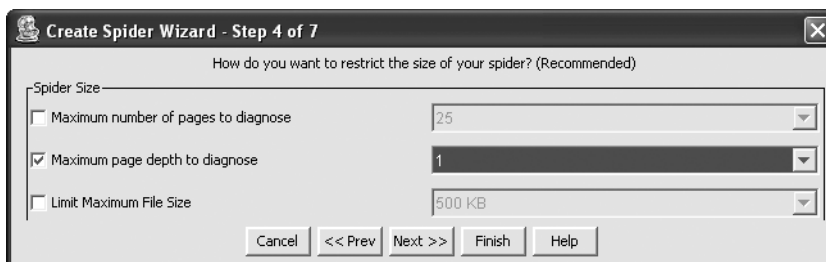 Create Spider Wizard - Step 4 of 7
How do you want to restrict the size of your spider? (Recommended)
Spider Size
Maximum number of pages to diagnose 25
Maximum page depth to diagnose 1
Limit Maximum File Size 500 KB
Cancel << Prev Next >> Finish Help